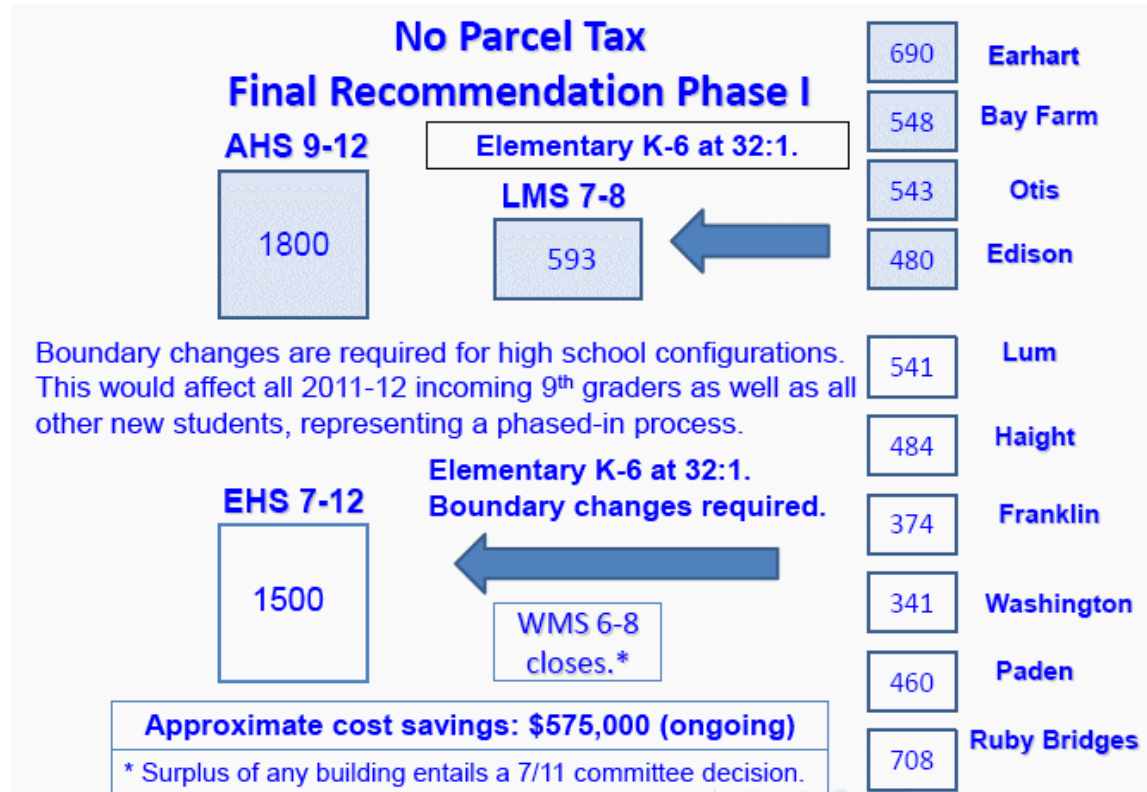 No Parcel Tax
Final Recommendation Phase I
AHS 9-12
Elementary K-6 at 32:1.
LMS 7-8
1800
593
690 Earhart
548 Bay Farm
543 Otis
480 Edison
Boundary changes are required for high school configurations.
This would affect all 2011-12 incoming 9th graders as well as all
other new students, representing a phased-in process.
541 Lum
484 Haight
374 Franklin
341 Washington
460 Paden
708 Ruby Bridges
Elementary K-6 at 32:1.
Boundary changes required.
EHS 7-12
1500
WMS 6-8
closes.*
Approximate cost savings: $575,000 (ongoing)
* Surplus of any building entails a 7/11 committee decision.